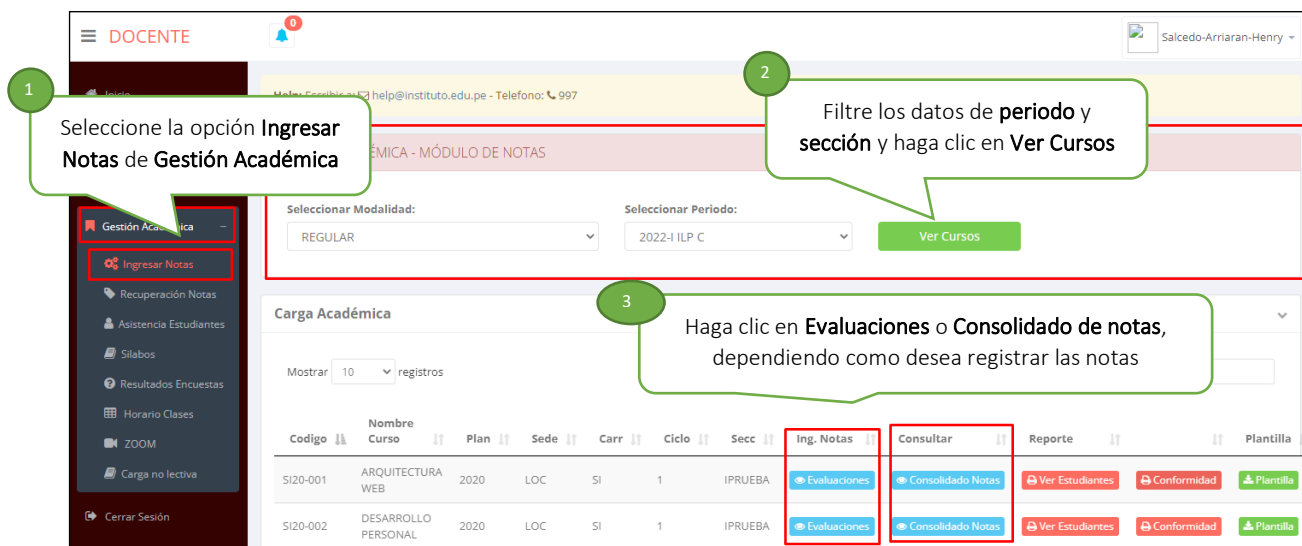 DOCENTE
0
Salcedo-Arriaran-Henry
1
Inicio
help@instituto.edu.pe - Telefono: 997
2
Seleccione la opción Ingresar
Notas de Gestión Académica
Filtre los datos de periodo y
sección y haga clic en Ver Cursos
ÉMICA - MÓDULO DE NOTAS
Seleccionar Modalidad:
Seleccionar Periodo:
REGULAR
2022-I ILP C
Ver Cursos
Gestión Académica
Ingresar Notas
Recuperación Notas
Asistencia Estudiantes
Silabos
Resultados Encuestas
Horario Clases
ZOOM
Carga no lectiva
Cerrar Sesión
Carga Académica
3
Haga clic en Evaluaciones o Consolidado de notas,
dependiendo como desea registrar las notas
Mostrar 10 registros
Codigo Nombre Curso Plan Sede Carr Ciclo Secc Ing. Notas Consultar Reporte Plantilla
SI20-001 ARQUITECTURA WEB 2020 LOC SI 1 IPRUEBA Evaluaciones Consolidado Notas Ver Estudiantes Conformidad Plantilla
SI20-002 DESARROLLO PERSONAL 2020 LOC SI 1 IPRUEBA Evaluaciones Consolidado Notas Ver Estudiantes Conformidad Plantilla